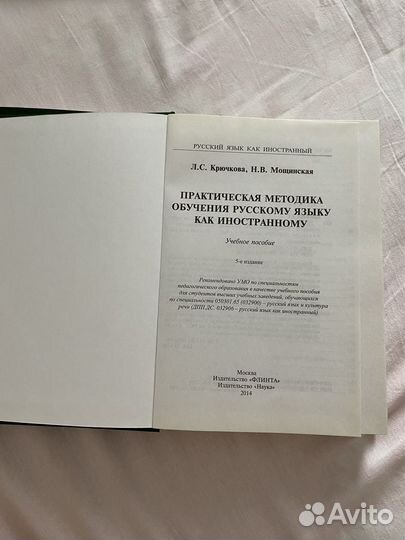 РУССКИЙ ЯЗЫК КАК ИНОСТРАННЫЙ
Л.С. Крючкова, Н.В. Мощинская
ПРАКТИЧЕСКАЯ МЕТОДИКА
ОБУЧЕНИЯ РУССКОМУ ЯЗЫКУ
КАК ИНОСТРАННОМУ
Учебное пособие
5-е издание
Рекомендовано УМО по специальностям
педагогического образования в качестве учебного пособия
для студентов высших учебных заведений, обучающихся
по специальности 050301.65 (032900) – русский язык и культура
речи (ДПП.ДС. 032906 – русский язык как иностранный)
Москва
Издательство «ФЛИНТА»
Издательство «Наука»
2014
Avito